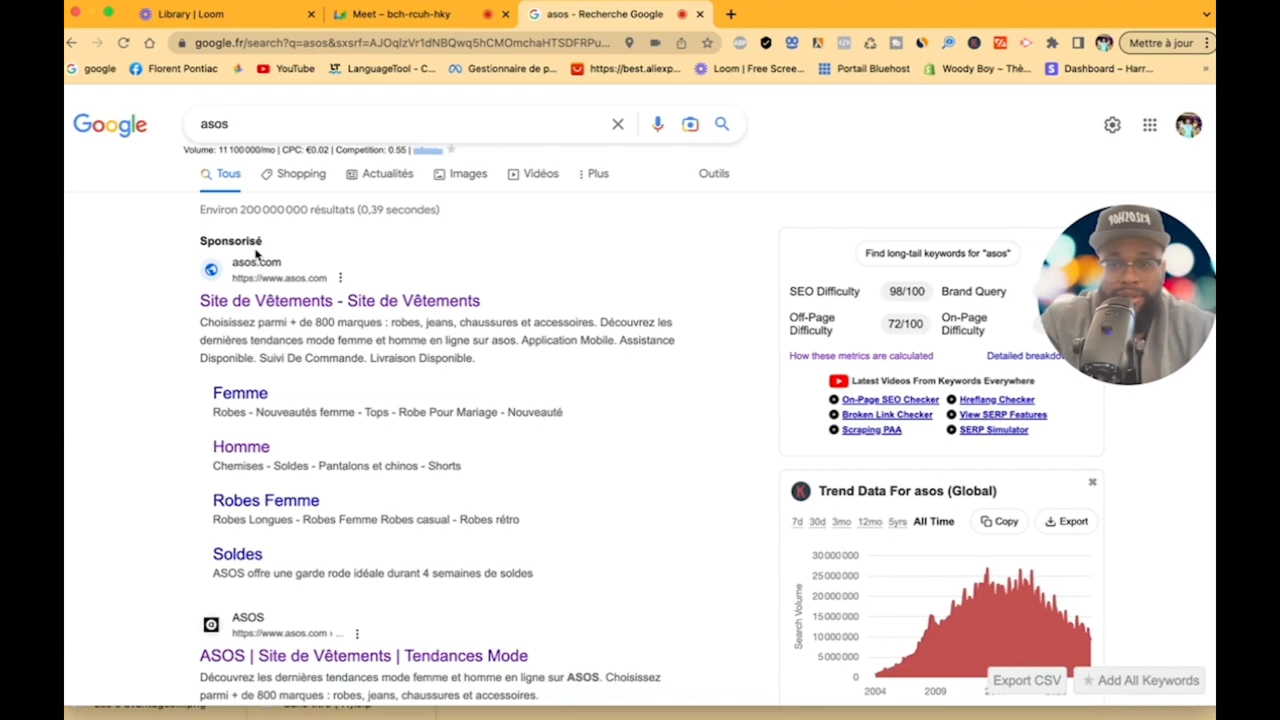 Library | Loom
Meet – bch-rcuh-hky
asos - Recherche Google
google.fr/search?q=asos&sxsrf=AJOqlzVr1dNBQwq5hCMOmchaHTSDFRPu...
Mettre à jour
google
Florent Pontiac
YouTube
LanguageTool - C...
Gestionnaire de p...
https://best.aliexp...
Loom | Free Scree...
Portail Bluehost
Woody Boy ~ Thè...
Dashboard – Harr...
»
Google
asos
Volume: 11 100 000/mo | CPC: €0.02 | Competition: 0.55 |
Tous
Shopping
Actualités
Images
Vidéos
Plus
Outils
Environ 200 000 000 résultats (0,39 secondes)
Sponsorisé
asos.com
https://www.asos.com
Site de Vêtements - Site de Vêtements
Choisissez parmi + de 800 marques : robes, jeans, chaussures et accessoires. Découvrez les
dernières tendances mode femme et homme en ligne sur asos. Application Mobile. Assistance
Disponible. Suivi De Commande. Livraison Disponible.
Femme
Robes - Nouveautés femme - Tops - Robe Pour Mariage - Nouveauté
Homme
Chemises - Soldes - Pantalons et chinos - Shorts
Robes Femme
Robes Longues - Robes Femme Robes casual - Robes rétro
Soldes
ASOS offre une garde rode idéale durant 4 semaines de soldes
ASOS
https://www.asos.com › ...
ASOS | Site de Vêtements | Tendances Mode
Découvrez les dernières tendances mode femme et homme en ligne sur ASOS. Choisissez
parmi + de 800 marques : robes, jeans, chaussures et accessoires.
Find long-tail keywords for "asos"
SEO Difficulty
98/100
Brand Query
Off-Page
Difficulty
72/100
On-Page
Difficulty
How these metrics are calculated
Detailed breakdo
Latest Videos From Keywords Everywhere
On-Page SEO Checker
Hreflang Checker
Broken Link Checker
View SERP Features
Scraping PAA
SERP Simulator
Trend Data For asos (Global)
7d
30d
3mo
12mo
5yrs
All Time
Copy
Export
Search Volume
30 000 000
25 000 000
20 000 000
15 000 000
10 000 000
5 000 000
0
2004
2009
Export CSV
Add All Keywords